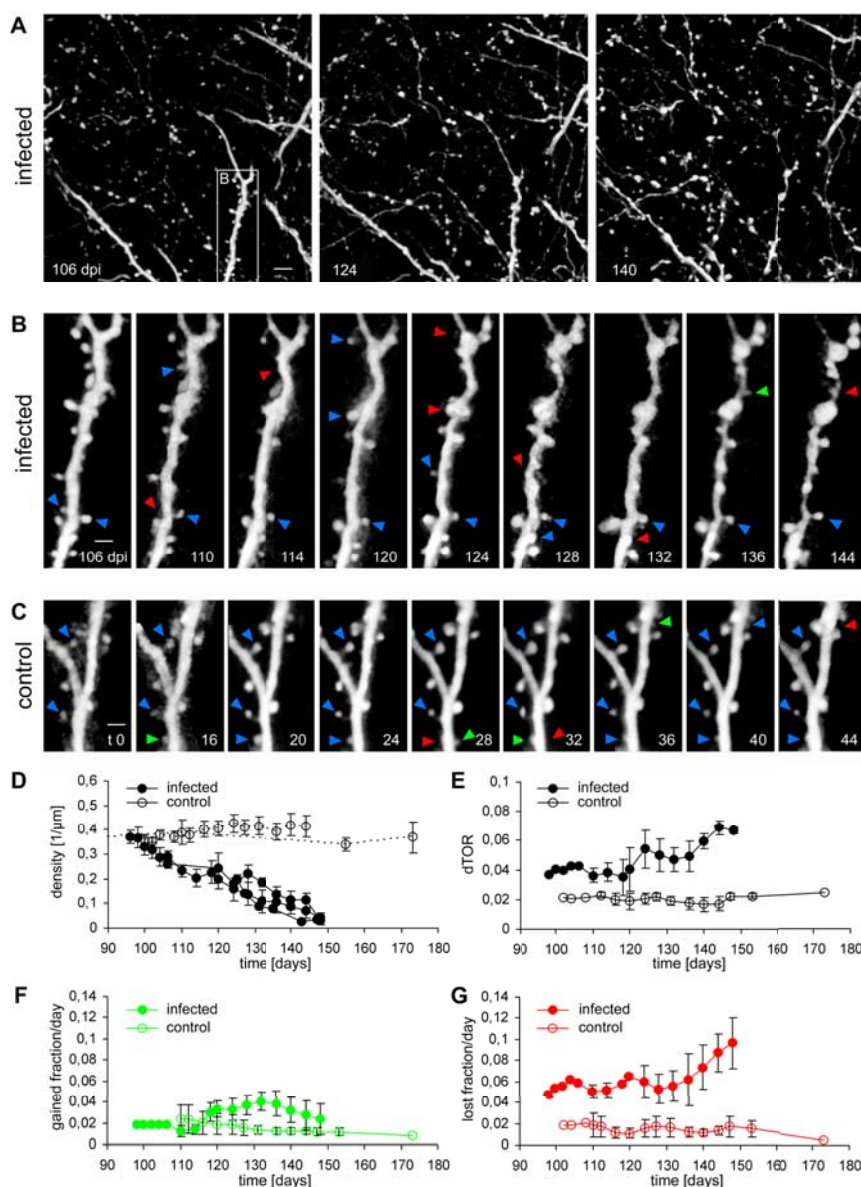 A
infected
B
106 dpi
124
140
B
infected
106 dpi
110
114
120
124
128
132
136
144
C
control
t 0
16
20
24
28
32
36
40
44
D
infected
control
density [1/µm]
0,6
0,5
0,4
0,3
0,2
0,1
0
90 100 110 120 130 140 150 160 170 180
time [days]
E
infected
control
dTOR
0,1
0,08
0,06
0,04
0,02
0
90 100 110 120 130 140 150 160 170 180
time [days]
F
infected
control
gained fraction/day
0,14
0,12
0,1
0,08
0,06
0,04
0,02
0
90 100 110 120 130 140 150 160 170 180
time [days]
G
infected
control
lost fraction/day
0,14
0,12
0,1
0,08
0,06
0,04
0,02
0
90 100 110 120 130 140 150 160 170 180
time [days]